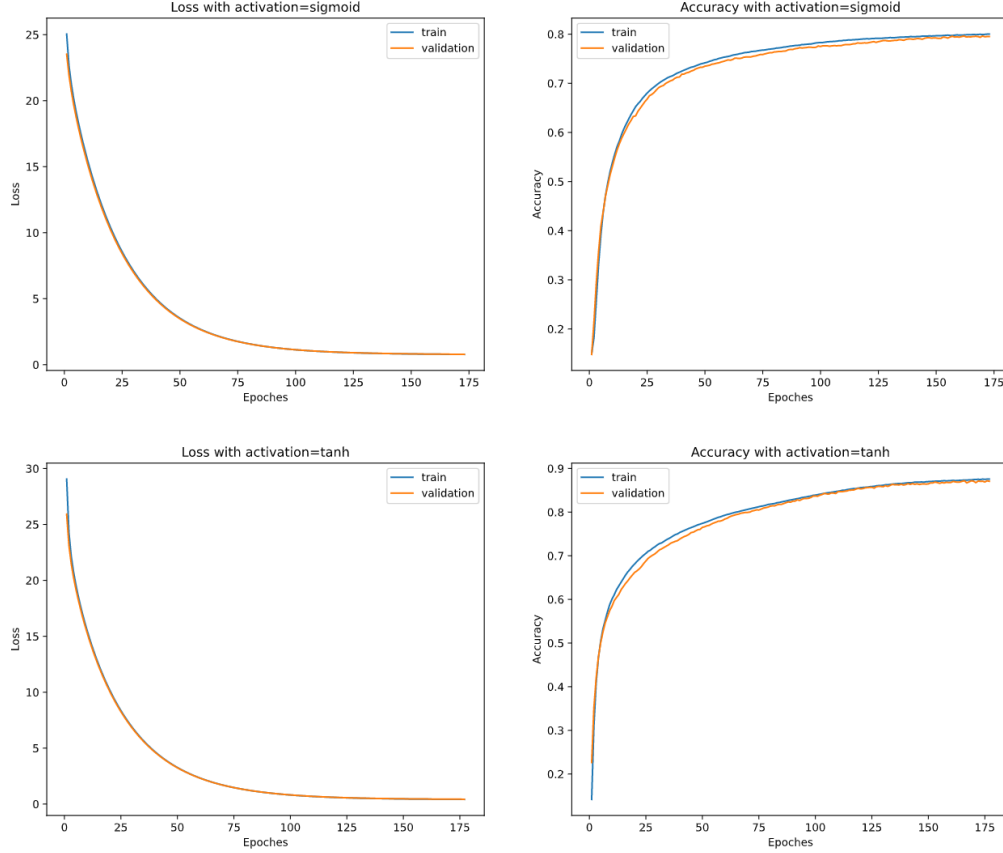 Loss with activation=sigmoid
train
validation
25
20
15
10
5
0
Loss
0 25 50 75 100 125 150 175
Epoches
Accuracy with activation=sigmoid
train
validation
0.8
0.7
0.6
0.5
0.4
0.3
0.2
Accuracy
0 25 50 75 100 125 150 175
Epoches
Loss with activation=tanh
train
validation
30
25
20
15
10
5
0
Loss
0 25 50 75 100 125 150 175
Epoches
Accuracy with activation=tanh
train
validation
0.9
0.8
0.7
0.6
0.5
0.4
0.3
0.2
Accuracy
0 25 50 75 100 125 150 175
Epoches